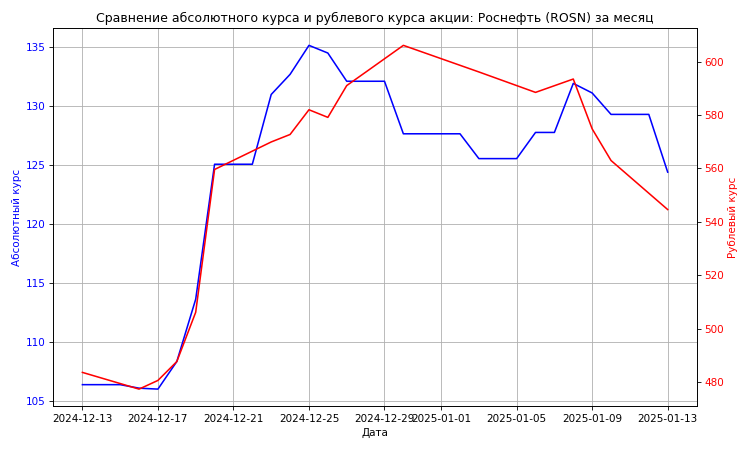 Сравнение абсолютного курса и рублевого курса акции: Роснефть (ROSN) за месяц
Абсолютный курс
135
130
125
120
115
110
105
600
580
560
540
520
500
480
Рублевый курс
2024-12-13 2024-12-17 2024-12-21 2024-12-25 2024-12-29 2025-01-01 2025-01-05 2025-01-09 2025-01-13
Дата